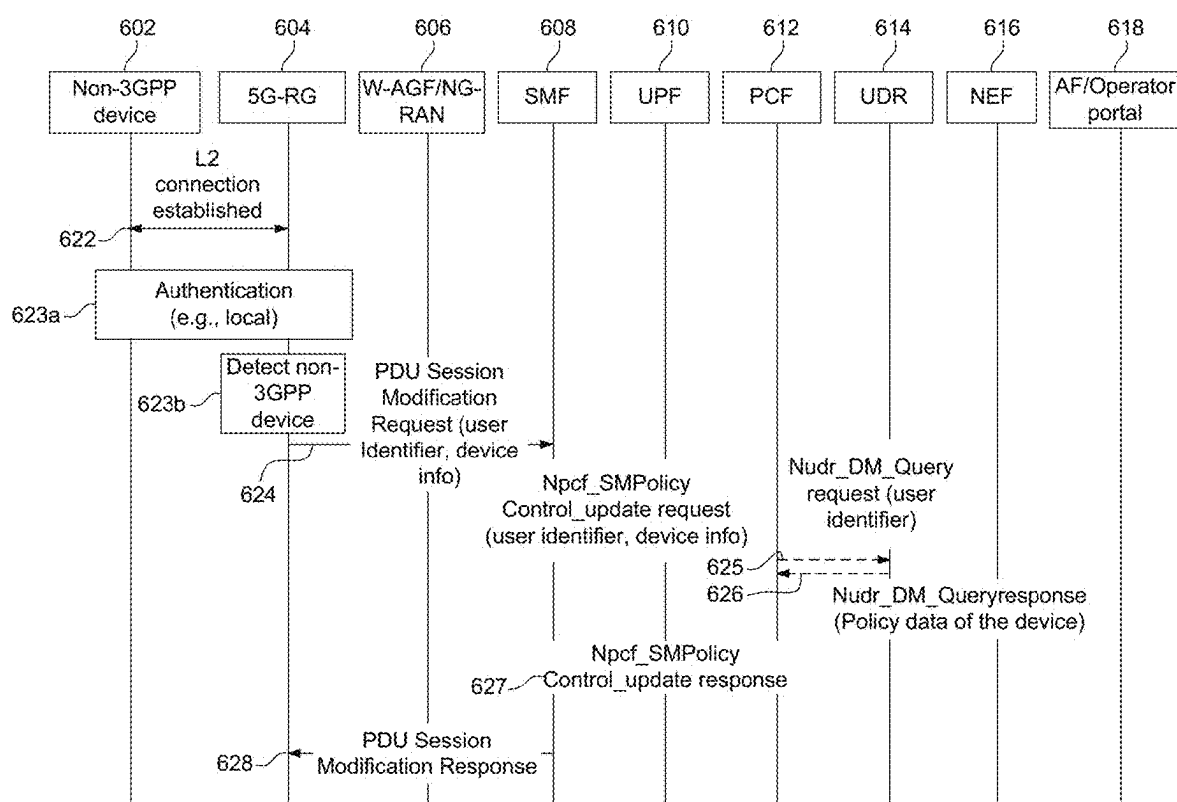 602
604
606
608
610
612
614
616
618
Non-3GPP
device
5G-RG
W-AGF/NG-
RAN
SMF
UPF
PCF
UDR
NEF
AF/Operator
portal
L2
connection
established
622
Authentication
(e.g., local)
623a
Detect non-
3GPP
device
623b
PDU Session
Modification
Request (user
Identifier, device
info)
624
Npcf_SMPolicy
Control_update request
(user identifier, device info)
Nudr_DM_Query
request (user
identifier)
625
626
Nudr_DM_Queryresponse
(Policy data of the device)
Npcf_SMPolicy
Control_update response
627
PDU Session
Modification Response
628